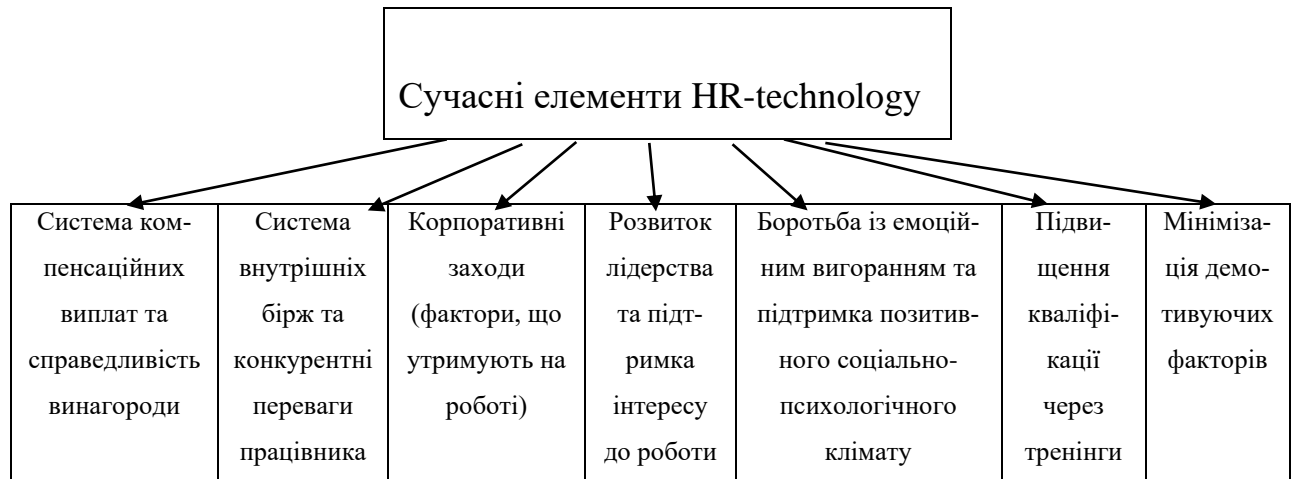 Сучасні елементи HR-technology
Система ком-
пенсаційних
виплат та
справедливість
винагороди
Система
внутрішніх
бірж та
конкурентні
переваги
працівника
Корпоративні
заходи
(фактори, що
утримують на
роботі)
Розвиток
лідерства
та підт-
римка
інтересу
до роботи
Боротьба із емоцій-
ним вигоранням та
підтримка позитив-
ного соціально-
психологічного
клімату
Підви-
щення
кваліфі-
кації
через
тренінги
Мініміза-
ція демо-
тивуючих
факторів